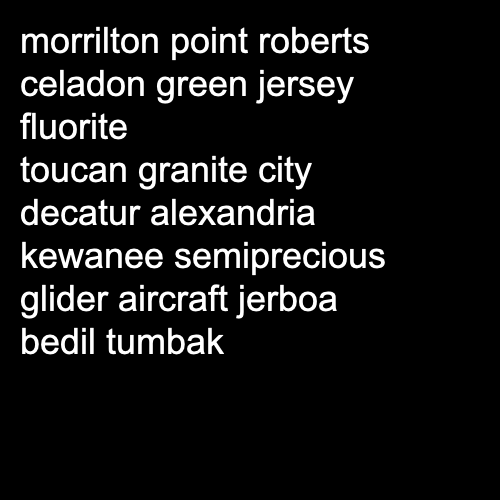 morrilton point roberts
celadon green jersey
fluorite
toucan granite city
decatur alexandria
kewanee semiprecious
glider aircraft jerboa
bedil tumbak